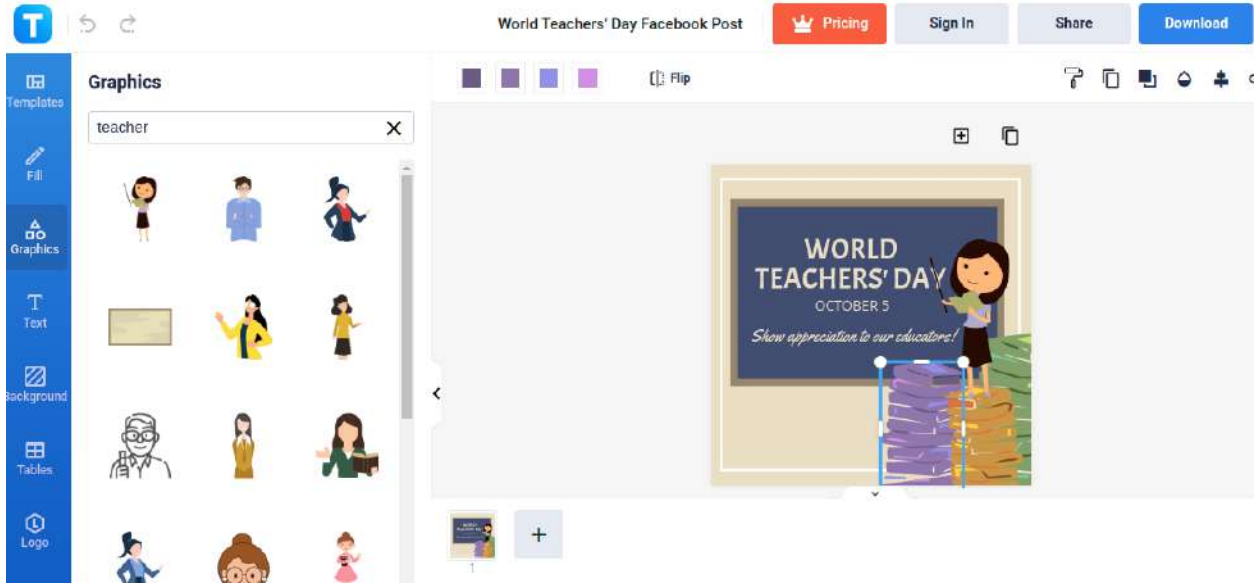 T
World Teachers' Day Facebook Post
Pricing
Sign In
Share
Download
Templates
Fill
Graphics
Text
Background
Tables
Logo
Graphics
teacher
Flip
WORLD
TEACHERS' DAY
OCTOBER 5
Show appreciation to our educators!
1